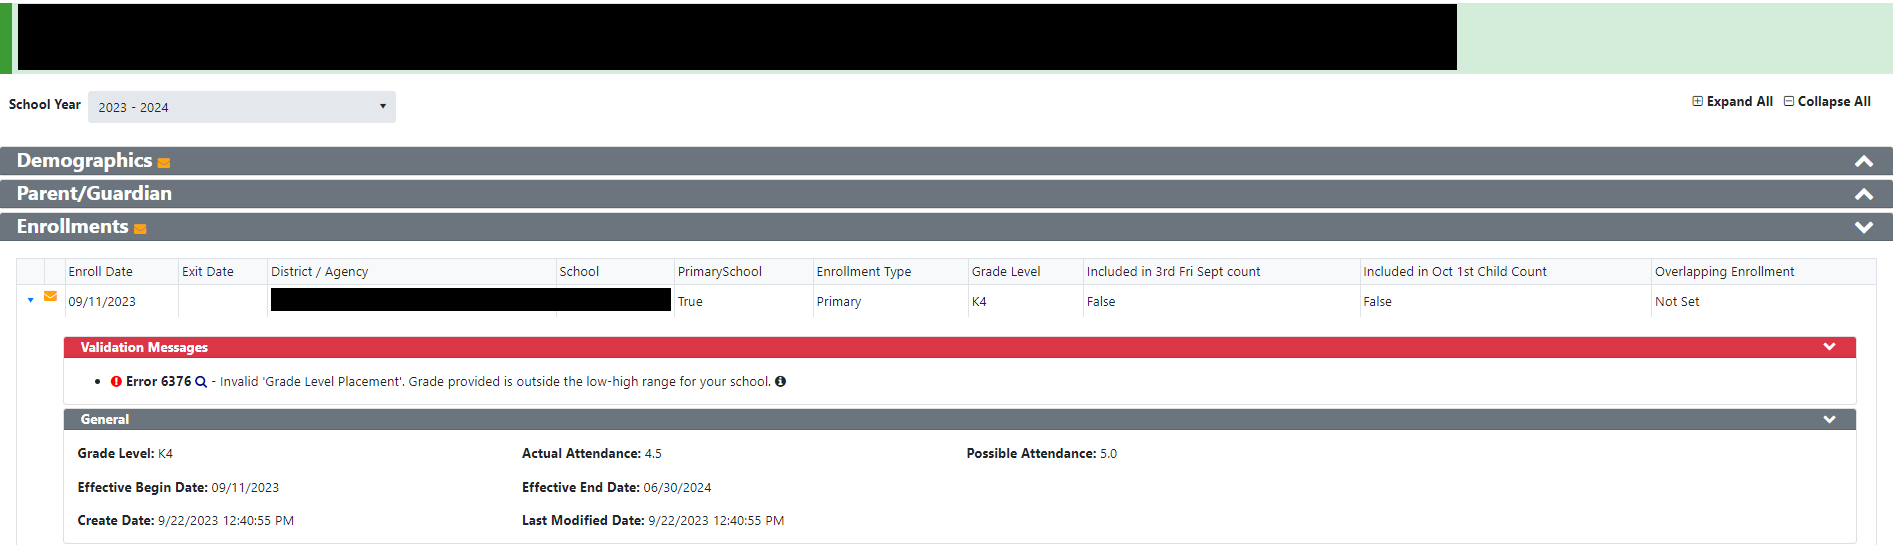 School Year 2023 - 2024 Expand All Collapse All
Demographics
Parent/Guardian
Enrollments
Enroll Date Exit Date District / Agency School PrimarySchool Enrollment Type Grade Level Included in 3rd Fri Sept count Included in Oct 1st Child Count Overlapping Enrollment
09/11/2023 True Primary K4 False False Not Set
Validation Messages
• Error 6376 - Invalid 'Grade Level Placement'. Grade provided is outside the low-high range for your school.
General
Grade Level: K4 Actual Attendance: 4.5 Possible Attendance: 5.0
Effective Begin Date: 09/11/2023 Effective End Date: 06/30/2024
Create Date: 9/22/2023 12:40:55 PM Last Modified Date: 9/22/2023 12:40:55 PM